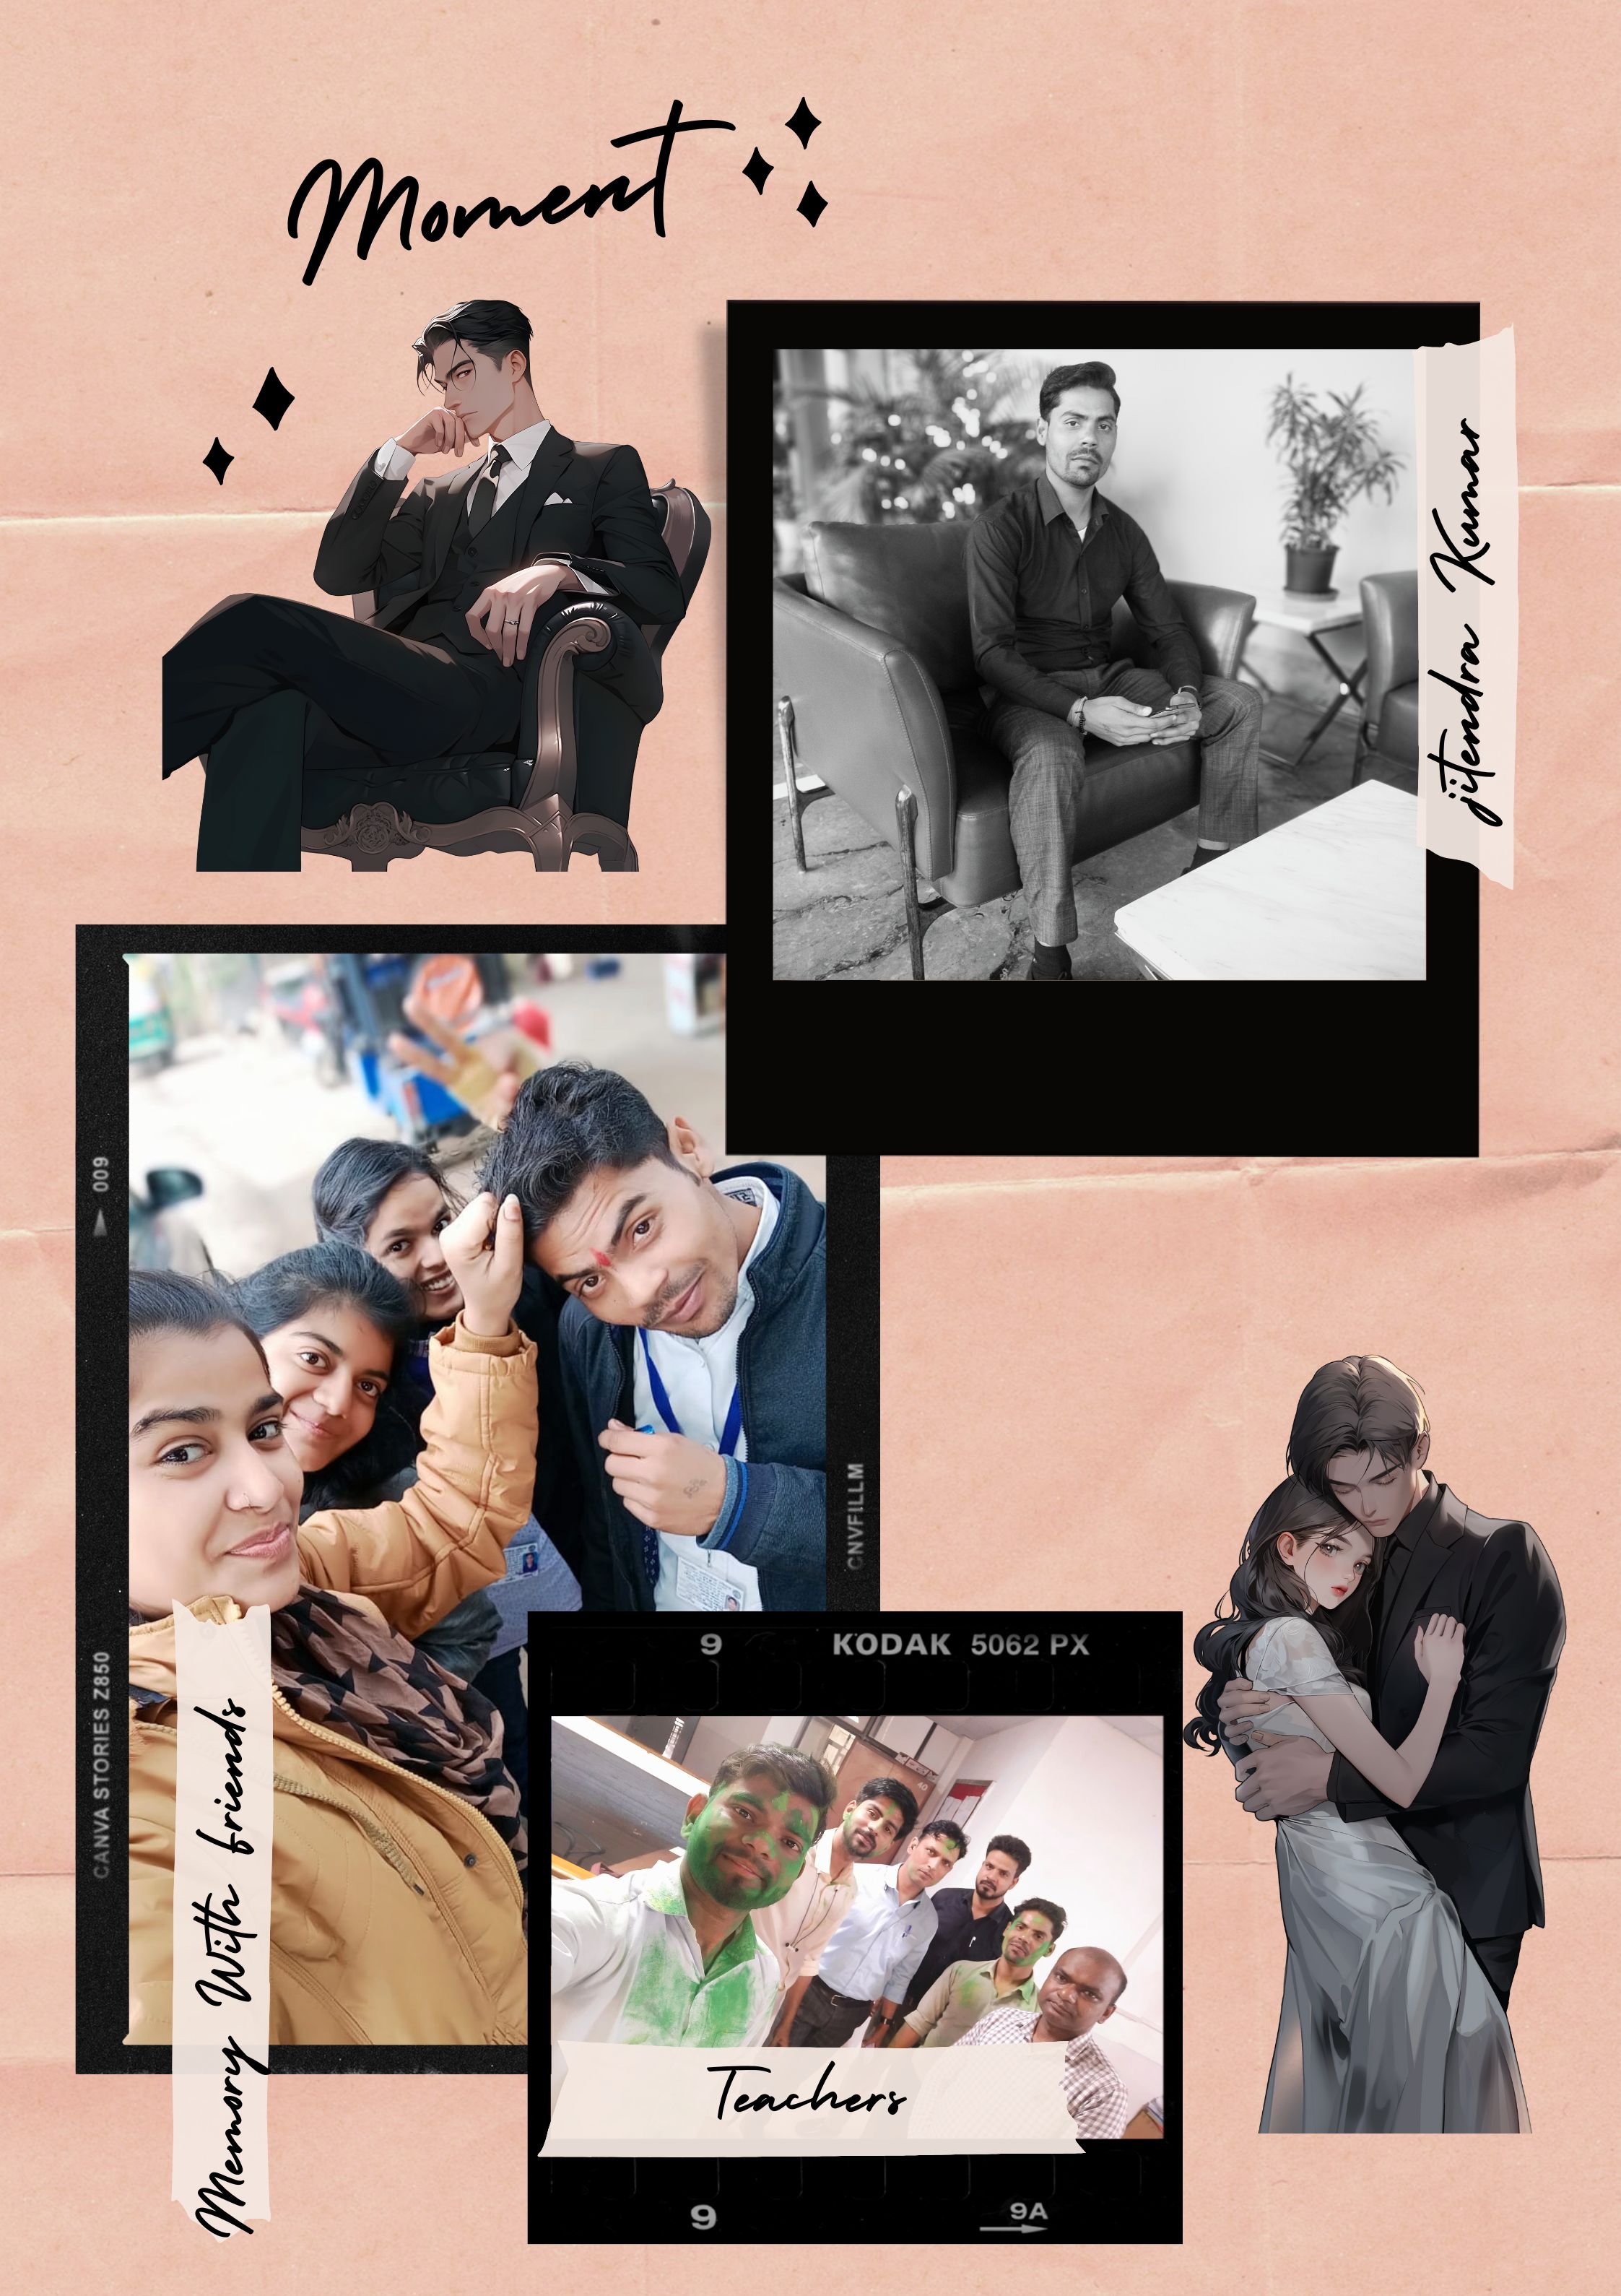 Moment
jitendra Kumar
009
CNVFILLM
CANVA STORIES Z850
Memory With friends
9 KODAK 5062 PX
Teachers
9 9A